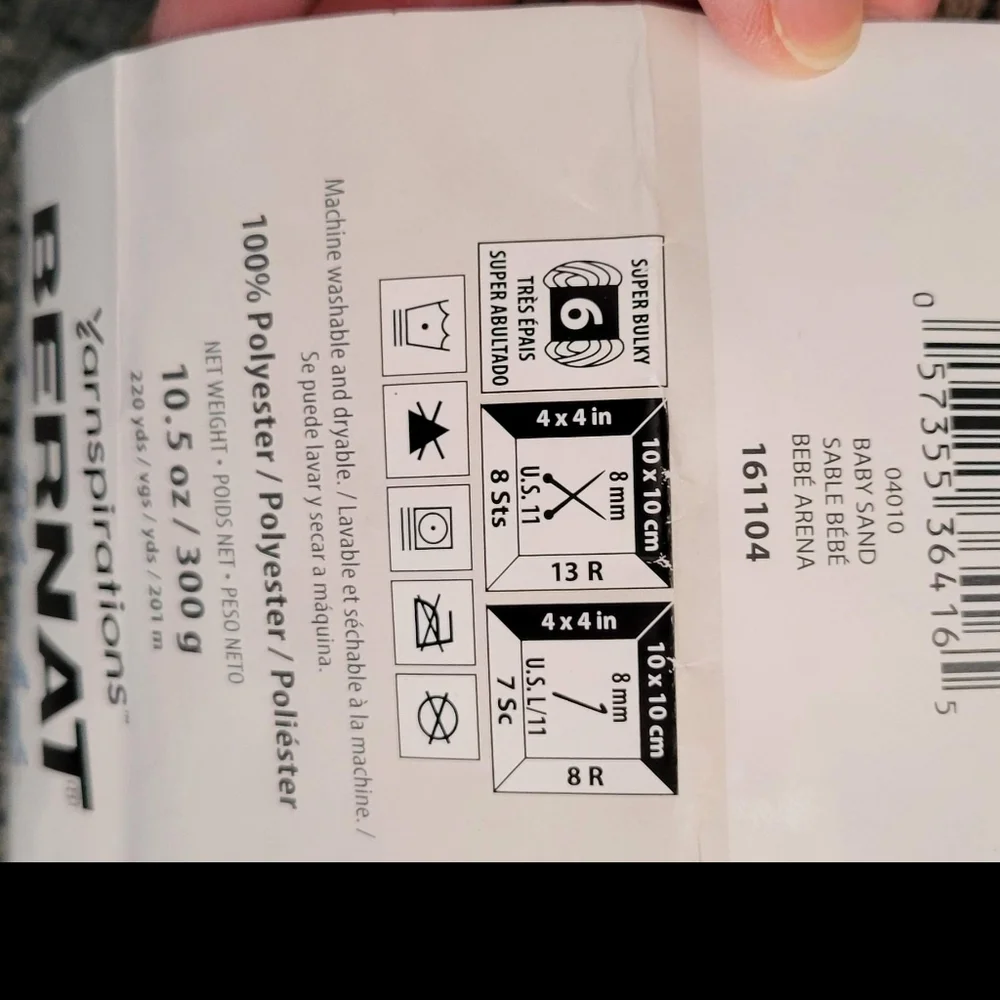 0 57355 36416 5
04010
BABY SAND
SABLE BÉBÉ
BEBÉ ARENA
161104
SUPER BULKY
6
TRÈS ÉPAIS
SUPER ABULTADO
10 x 10 cm
4 x 4 in
8 mm
U.S. 11
8 Sts
13 R
10 x 10 cm
4 x 4 in
8 mm
U.S. L/11
7 Sc
8 R
Machine washable and dryable. / Lavable et séchable à la machine. /
Se puede lavar y secar a máquina.
100% Polyester / Polyester / Poliéster
NET WEIGHT • POIDS NET • PESO NETO
10.5 oz / 300 g
220 yds / vgs / yds / 201 m
Yarnspirations™
BERNAT